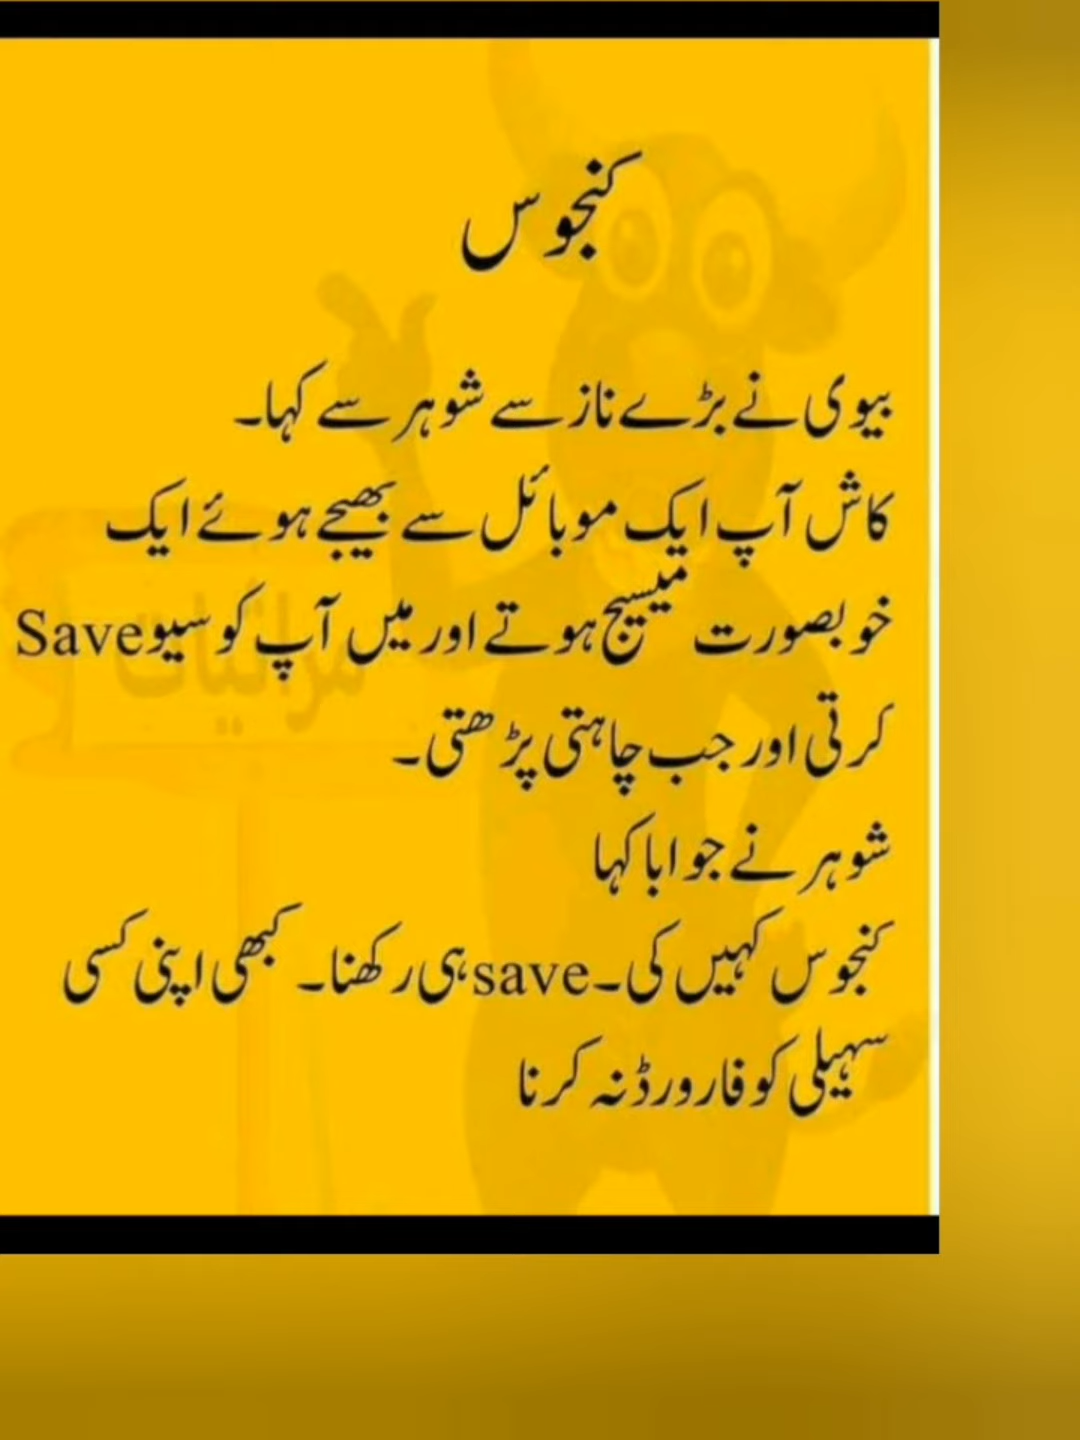 کنجوس
بیوی نے بڑے ناز سے شوہر سے کہا۔
کاش آپ ایک موبائل سے بھیجے ہوئے ایک
خوبصورت میسیج ہوتے اور میں آپ کو سیو Save
کرتی اور جب چاہتی پڑھتی۔
شوہر نے جوابا کہا
کنجوس کہیں کی۔ save ہی رکھنا۔ کبھی اپنی کسی
سہیلی کو فارورڈ نہ کرنا
مزائیات